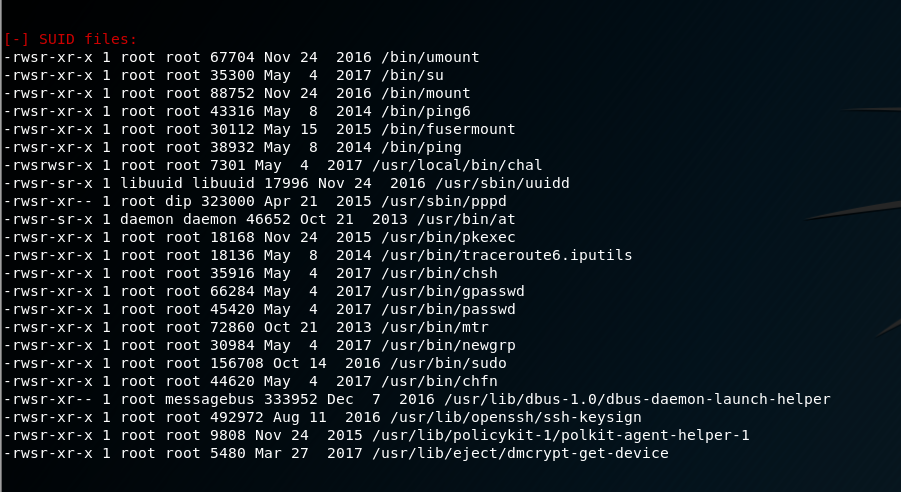 [-] SUID files:
-rwsr-xr-x 1 root root 67704 Nov 24  2016 /bin/umount
-rwsr-xr-x 1 root root 35300 May  4  2017 /bin/su
-rwsr-xr-x 1 root root 88752 Nov 24  2016 /bin/mount
-rwsr-xr-x 1 root root 43316 May  8  2014 /bin/ping6
-rwsr-xr-x 1 root root 30112 May 15  2015 /bin/fusermount
-rwsr-xr-x 1 root root 38932 May  8  2014 /bin/ping
-rwsrwsr-x 1 root root 7301 May  4  2017 /usr/local/bin/chal
-rwsr-sr-x 1 libuuid libuuid 17996 Nov 24  2016 /usr/sbin/uuidd
-rwsr-xr-- 1 root dip 323000 Apr 21  2015 /usr/sbin/pppd
-rwsr-sr-x 1 daemon daemon 46652 Oct 21  2013 /usr/bin/at
-rwsr-xr-x 1 root root 18168 Nov 24  2015 /usr/bin/pkexec
-rwsr-xr-x 1 root root 18136 May  8  2014 /usr/bin/traceroute6.iputils
-rwsr-xr-x 1 root root 35916 May  4  2017 /usr/bin/chsh
-rwsr-xr-x 1 root root 66284 May  4  2017 /usr/bin/gpasswd
-rwsr-xr-x 1 root root 45420 May  4  2017 /usr/bin/passwd
-rwsr-xr-x 1 root root 72860 Oct 21  2013 /usr/bin/mtr
-rwsr-xr-x 1 root root 30984 May  4  2017 /usr/bin/newgrp
-rwsr-xr-x 1 root root 156708 Oct 14  2016 /usr/bin/sudo
-rwsr-xr-x 1 root root 44620 May  4  2017 /usr/bin/chfn
-rwsr-xr-- 1 root messagebus 333952 Dec  7  2016 /usr/lib/dbus-1.0/dbus-daemon-launch-helper
-rwsr-xr-x 1 root root 492972 Aug 11  2016 /usr/lib/openssh/ssh-keysign
-rwsr-xr-x 1 root root 9808 Nov 24  2015 /usr/lib/policykit-1/polkit-agent-helper-1
-rwsr-xr-x 1 root root 5480 Mar 27  2017 /usr/lib/eject/dmcrypt-get-device